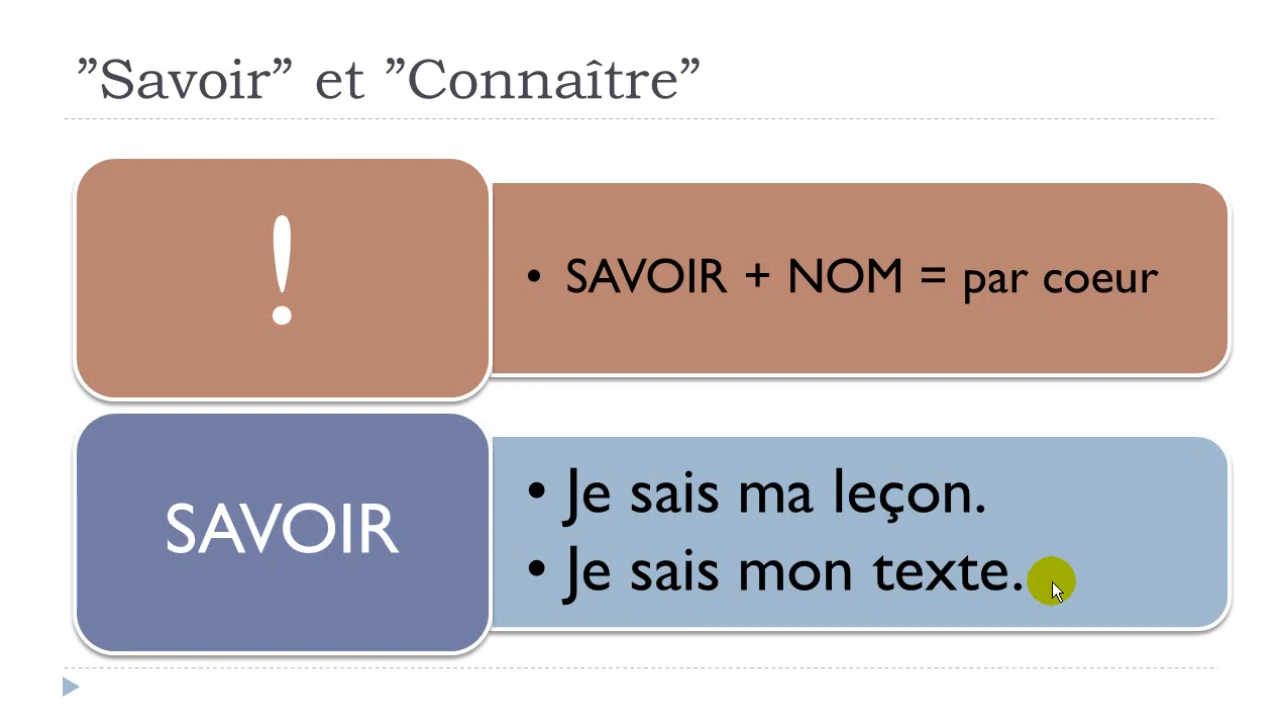 ”Savoir” et ”Connaître”
!
• SAVOIR + NOM = par coeur
SAVOIR
• Je sais ma leçon.
• Je sais mon texte.